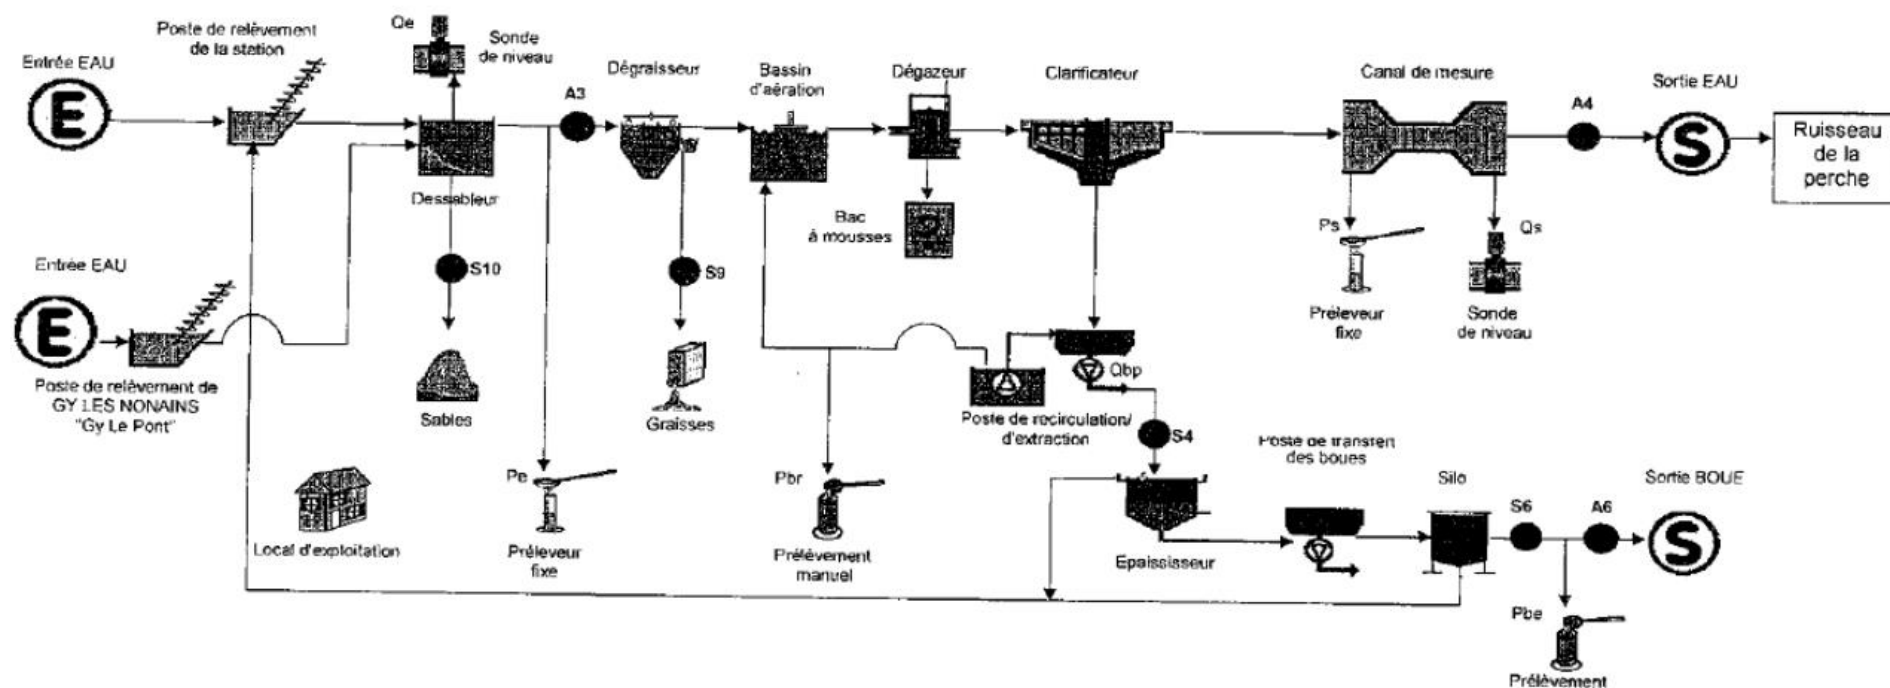 Poste de relèvement
de la station
Entrée EAU
E
Qe
Sonde
de niveau
A3
Dégraisseur
Bassin
d'aération
Dégazeur
Clarificateur
Canal de mesure
A4
Sortie EAU
S
Ruisseau
de la
perche
Dessableur
Bac
à mousses
Ps
Préleveur
fixe
Qs
Sonde
de niveau
Entrée EAU
E
Poste de relèvement de
GY LES NONAINS
"Gy Le Pont"
S10
Sables
S9
Graisses
Qbp
Poste de recirculation/
d'extraction
S4
Poste de transfert
des boues
Silo
S6
A6
Sortie BOUE
S
Local d'exploitation
Pe
Préleveur
fixe
Pbr
Prélèvement
manuel
Epaississeur
Pbe
Prélèvement